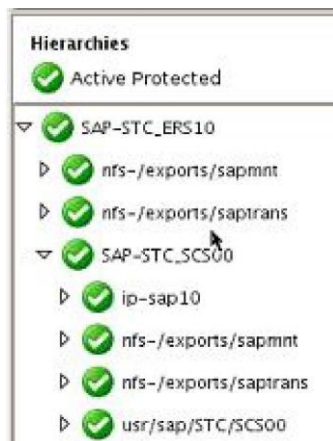 Hierarchies
Active Protected
SAP-STC_ERS10
nfs-/exports/sapmnt
nfs-/exports/saptrans
SAP-STC_SCS00
ip-sap10
nfs-/exports/sapmnt
nfs-/exports/saptrans
usr/sap/STC/SCS00